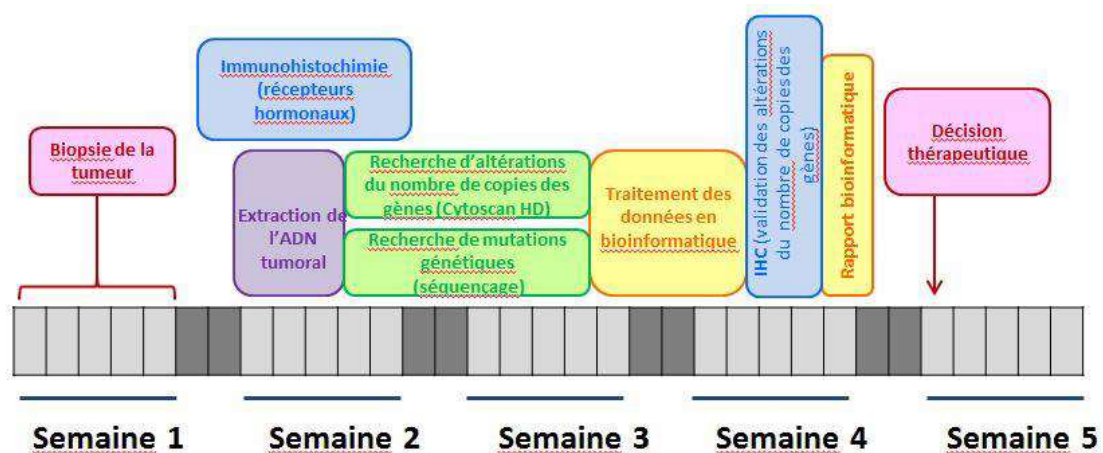 Biopsie de la
tumeur
Immunohistochimie
(récepteurs
hormonaux)
Extraction de
l'ADN
tumoral
Recherche d'altérations
du nombre de copies des
gènes (Cytoscan HD)
Recherche de mutations
génétiques
(séquençage)
Traitement des
données en
bioinformatique
IHC (validation des altérations
du nombre de copies des
gènes)
Rapport bioinformatique
Décision
thérapeutique
Semaine 1
Semaine 2
Semaine 3
Semaine 4
Semaine 5